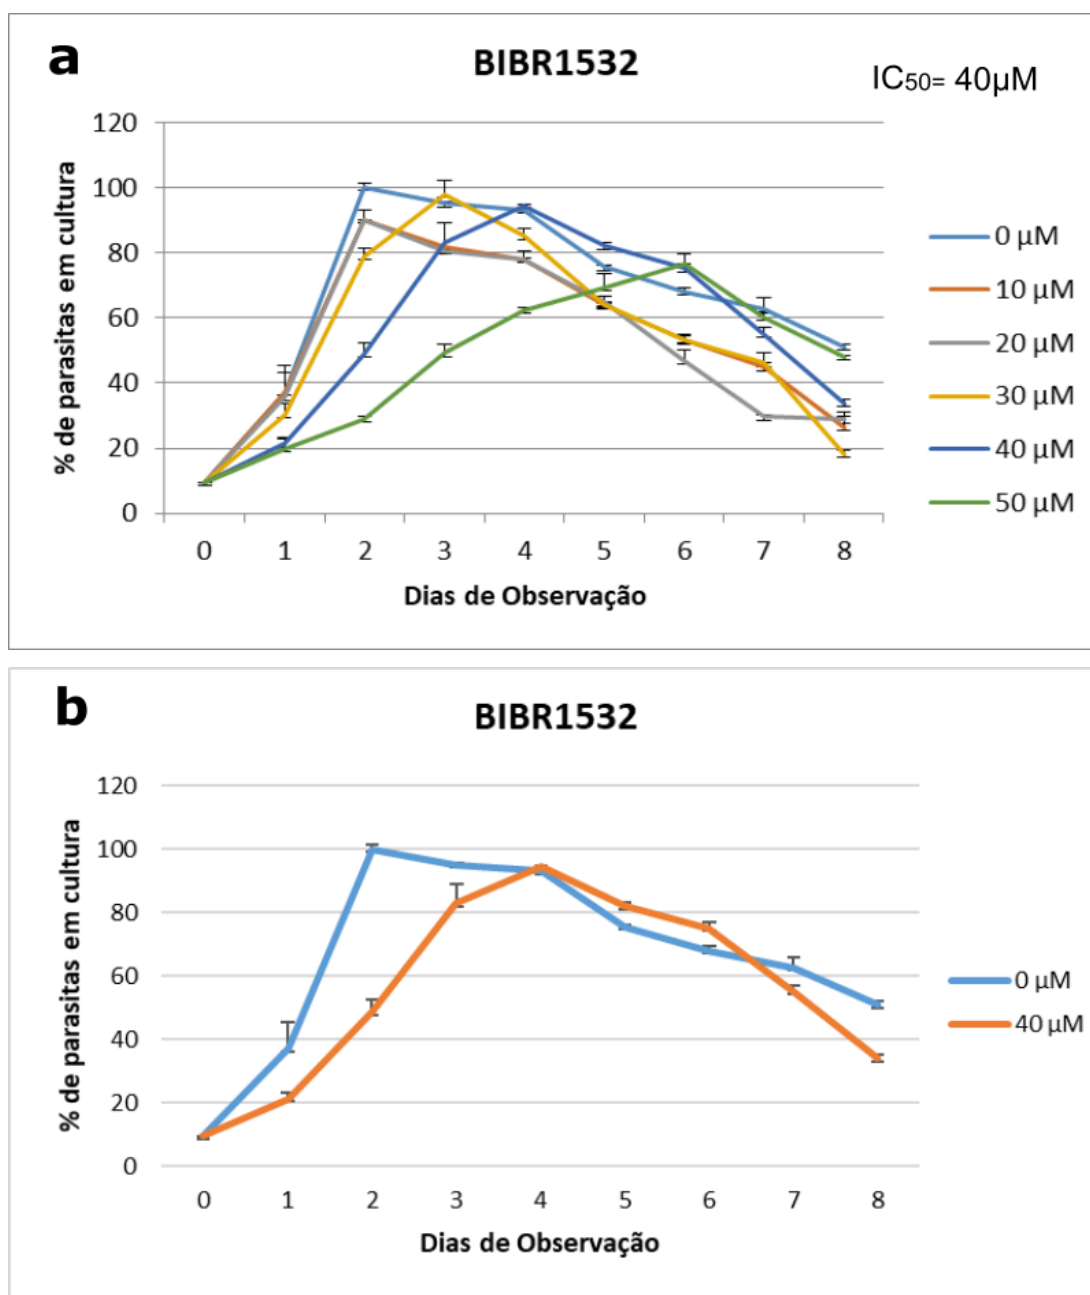 a
BIBR1532
IC50= 40µM
% de parasitas em cultura
120
100
80
60
40
20
0
0 1 2 3 4 5 6 7 8
Dias de Observação
0 µM
10 µM
20 µM
30 µM
40 µM
50 µM
b
BIBR1532
% de parasitas em cultura
120
100
80
60
40
20
0
0 1 2 3 4 5 6 7 8
Dias de Observação
0 µM
40 µM